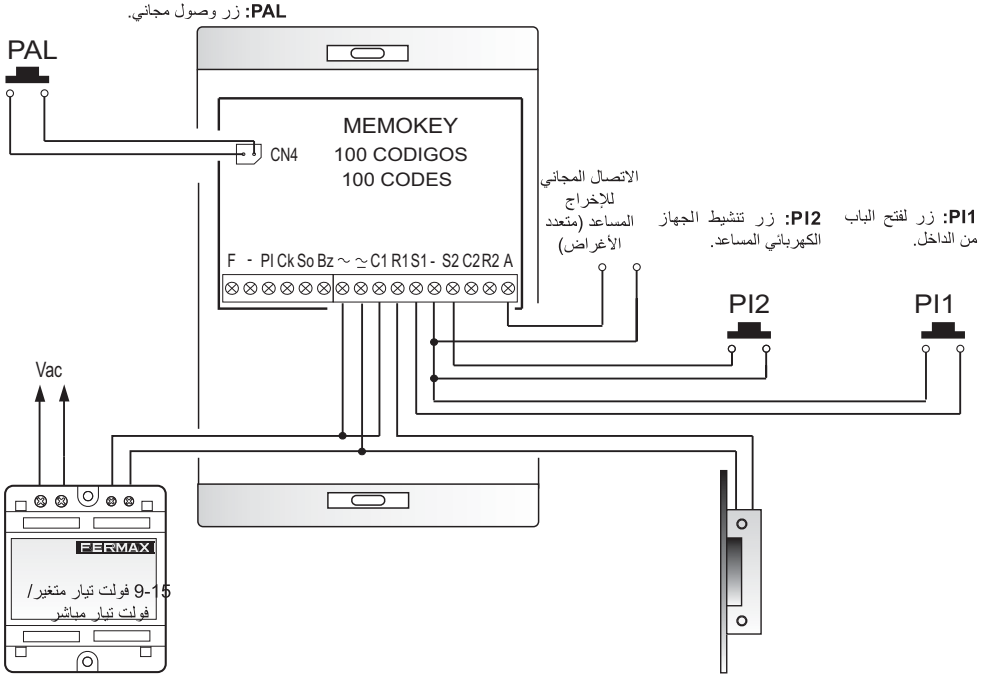 PAL: زر وصول مجاني.
PAL
MEMOKEY
100 CODIGOS
100 CODES
CN4
الاتصال المجاني
للإخراج
المساعد (متعدد
الأغراض)
PI2: زر تنشيط الجهاز
الكهربائي المساعد.
PI1: زر لفتح الباب
من الداخل.
F - PI Ck So Bz ~ ≃ C1 R1 S1 - S2 C2 R2 A
PI2
PI1
Vac
FERMAX
9-15 فولت تيار متغير/
فولت تيار مباشر